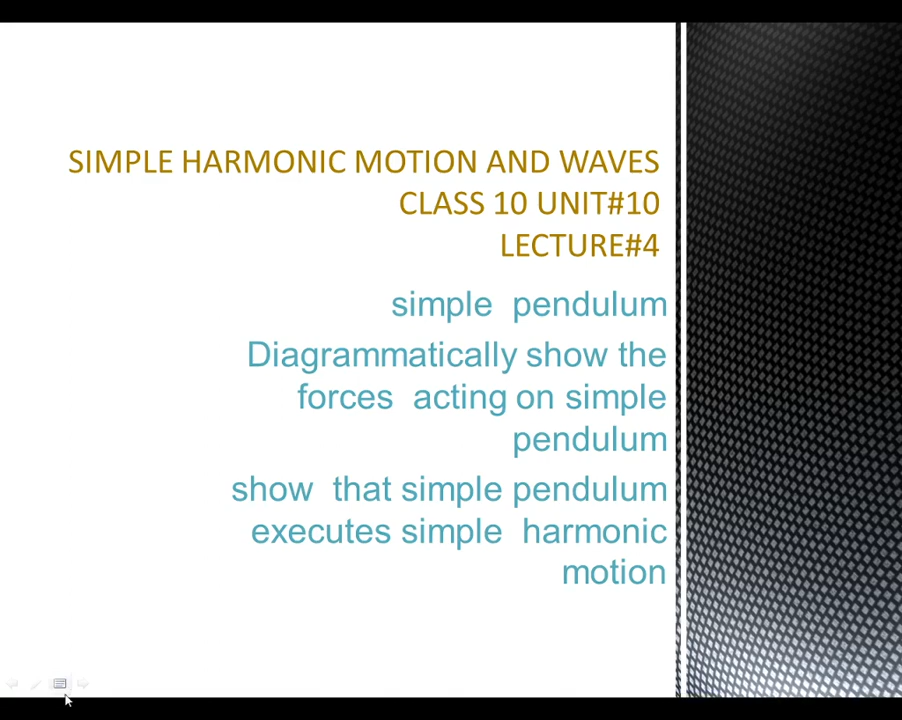 SIMPLE HARMONIC MOTION AND WAVES
CLASS 10 UNIT#10
LECTURE#4
simple pendulum
Diagrammatically show the
forces acting on simple
pendulum
show that simple pendulum
executes simple harmonic
motion